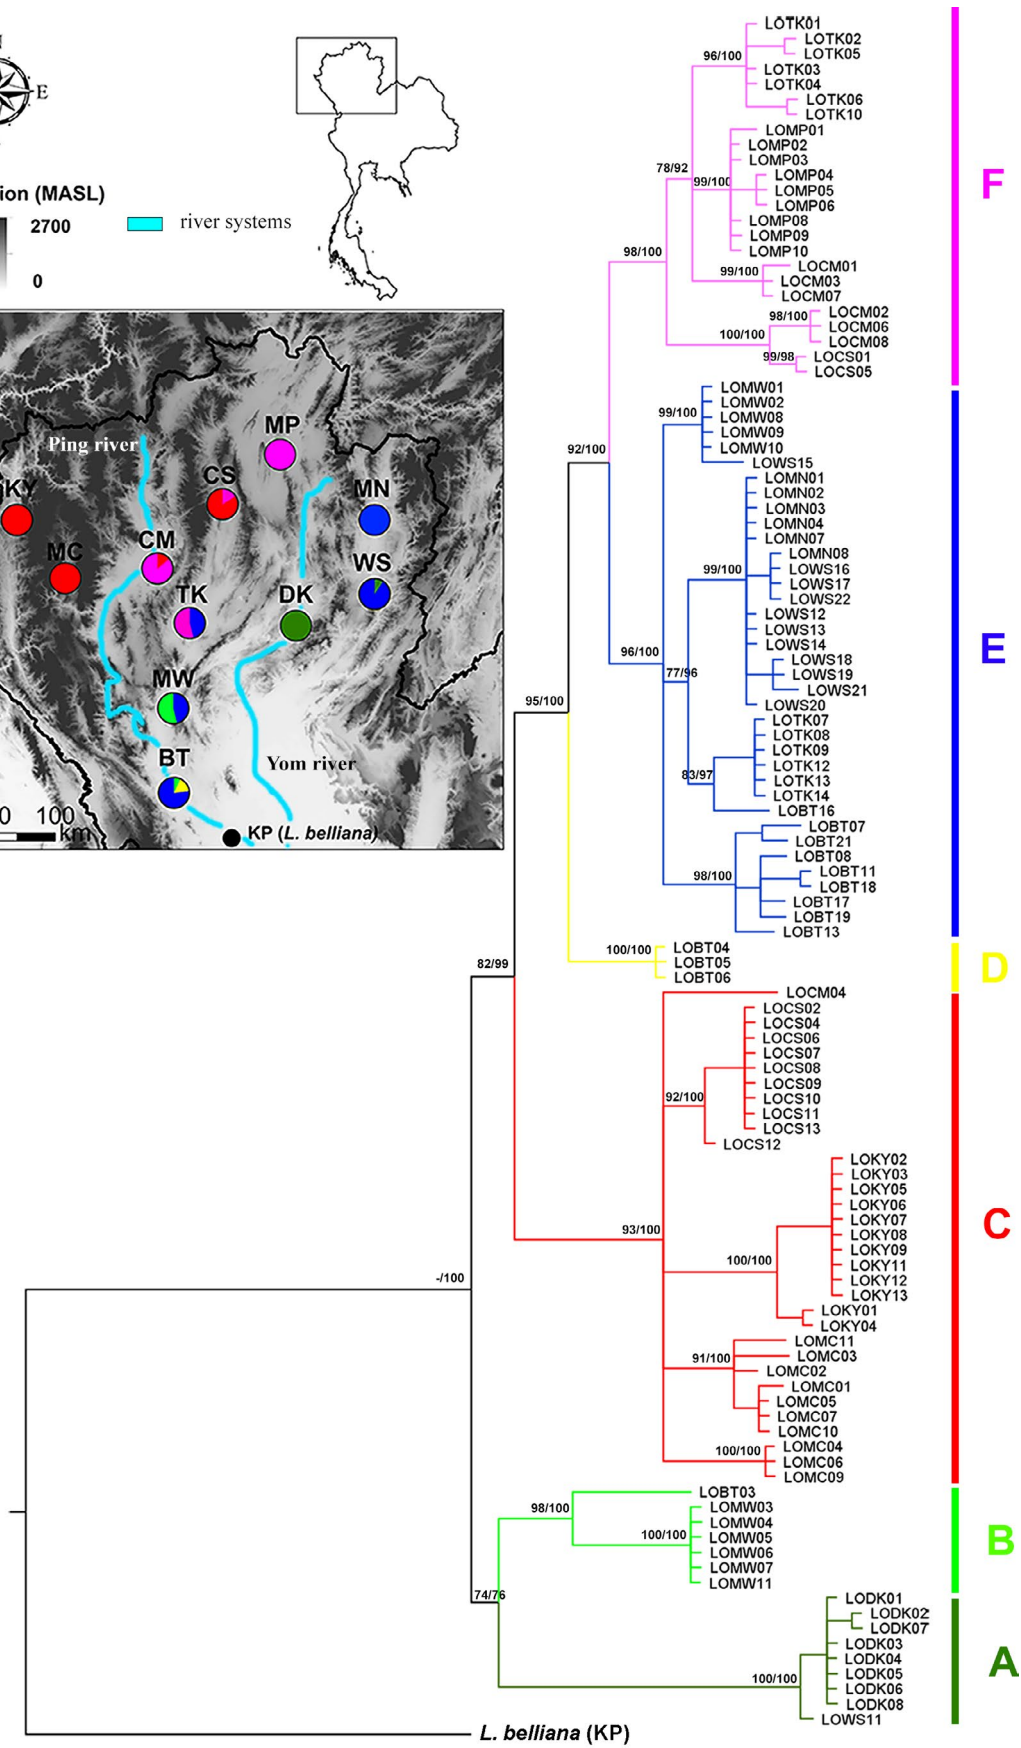 E
ion (MASL)
2700
0
river systems
Ping river
MP
CS
KY
MN
CM
MC
WS
TK
DK
MW
BT
Yom river
KP (L. belliana)
0 100
km
LOTK01
LOTK02
LOTK05
96/100
LOTK03
LOTK04
LOTK06
LOTK10
LOMP01
LOMP02
LOMP03
78/92
LOMP04
99/100
LOMP05
LOMP06
LOMP08
LOMP09
LOMP10
98/100
LOCM01
99/100
LOCM03
LOCM07
LOCM02
98/100
LOCM06
100/100
LOCM08
LOCS01
99/98
LOCS05
F
LOMW01
LOMW02
99/100
LOMW08
LOMW09
LOMW10
92/100
LOWS15
LOMN01
LOMN02
LOMN03
LOMN04
LOMN07
LOMN08
99/100
LOWS16
LOWS17
LOWS22
LOWS12
LOWS13
LOWS14
96/100
LOWS18
77/96
LOWS19
LOWS21
LOWS20
LOTK07
LOTK08
LOTK09
LOTK12
83/97
LOTK13
LOTK14
LOBT16
LOBT07
LOBT21
LOBT08
98/100
LOBT11
LOBT18
LOBT17
LOBT19
LOBT13
E
95/100
100/100
LOBT04
LOBT05
LOBT06
D
82/99
LOCM04
LOCS02
LOCS04
LOCS06
LOCS07
LOCS08
LOCS09
92/100
LOCS10
LOCS11
LOCS13
LOCS12
LOKY02
LOKY03
LOKY05
LOKY06
LOKY07
93/100
LOKY08
LOKY09
100/100
LOKY11
LOKY12
LOKY13
LOKY01
LOKY04
LOMC11
91/100
LOMC03
LOMC02
LOMC01
LOMC05
LOMC07
LOMC10
100/100
LOMC04
LOMC06
LOMC09
C
-/100
LOBT03
98/100
LOMW03
LOMW04
100/100
LOMW05
LOMW06
LOMW07
LOMW11
B
74/76
LODK01
LODK02
LODK07
LODK03
LODK04
100/100
LODK05
LODK06
LODK08
LOWS11
A
L. belliana (KP)